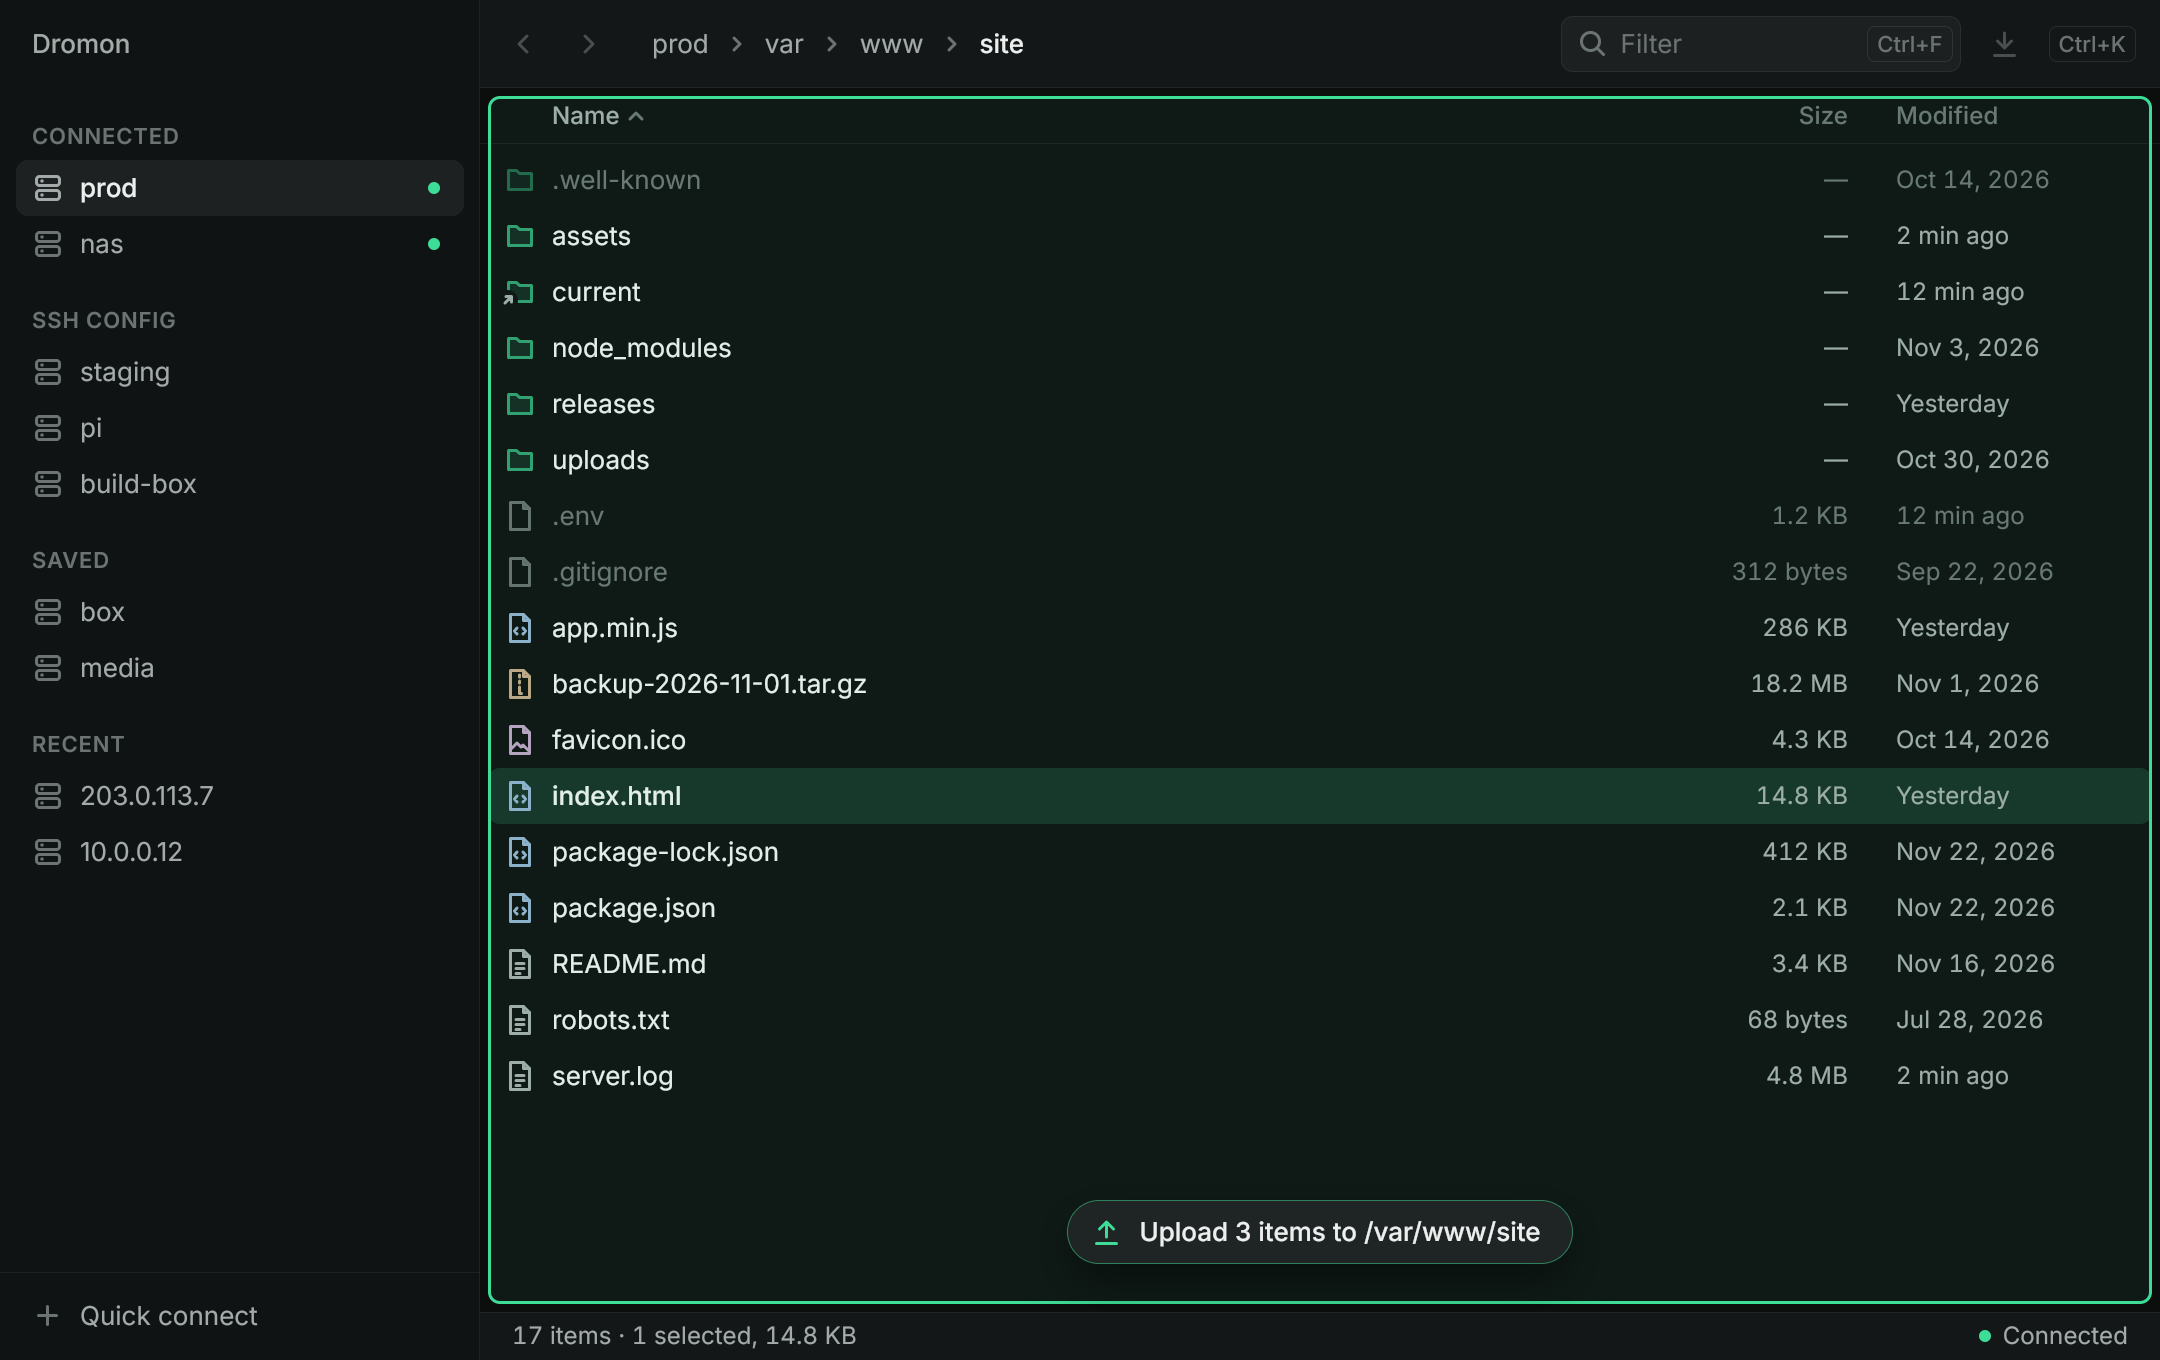 Dromon
CONNECTED
prod
nas
SSH CONFIG
staging
pi
build-box
SAVED
box
media
RECENT
203.0.113.7
10.0.0.12
Quick connect
prod var www site
Filter Ctrl+F Ctrl+K
Name Size Modified
.well-known — Oct 14, 2026
assets — 2 min ago
current — 12 min ago
node_modules — Nov 3, 2026
releases — Yesterday
uploads — Oct 30, 2026
.env 1.2 KB 12 min ago
.gitignore 312 bytes Sep 22, 2026
app.min.js 286 KB Yesterday
backup-2026-11-01.tar.gz 18.2 MB Nov 1, 2026
favicon.ico 4.3 KB Oct 14, 2026
index.html 14.8 KB Yesterday
package-lock.json 412 KB Nov 22, 2026
package.json 2.1 KB Nov 22, 2026
README.md 3.4 KB Nov 16, 2026
robots.txt 68 bytes Jul 28, 2026
server.log 4.8 MB 2 min ago
Upload 3 items to /var/www/site
17 items · 1 selected, 14.8 KB
Connected